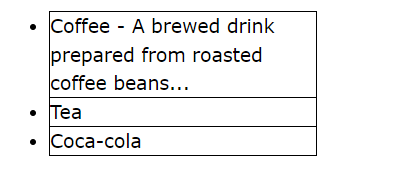 Coffee - A brewed drink
prepared from roasted
coffee beans...
Tea
Coca-cola